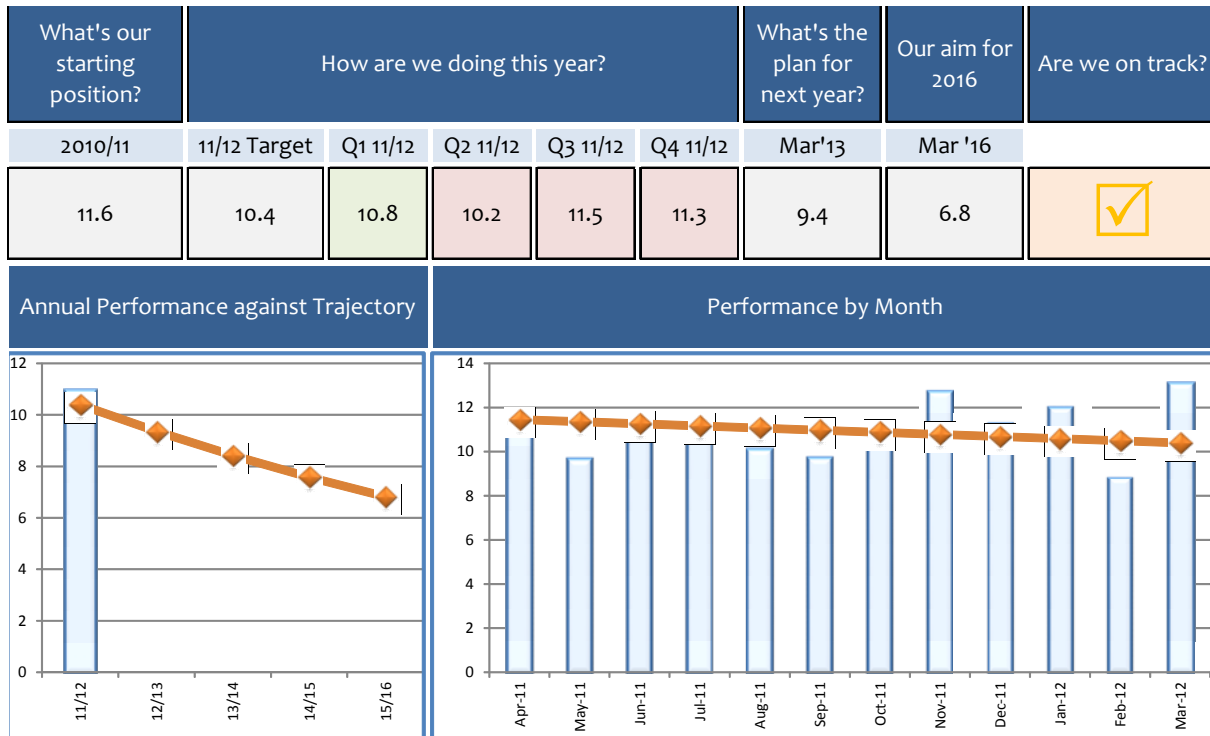 What's our
starting
position?
How are we doing this year?
What's the
plan for
next year?
Our aim for
2016
Are we on track?
2010/11
11/12 Target
Q1 11/12
Q2 11/12
Q3 11/12
Q4 11/12
Mar'13
Mar '16
11.6
10.4
10.8
10.2
11.5
11.3
9.4
6.8
Annual Performance against Trajectory
Performance by Month
12
10
8
6
4
2
0
11/12
12/13
13/14
14/15
15/16
14
12
10
8
6
4
2
0
Apr-11
May-11
Jun-11
Jul-11
Aug-11
Sep-11
Oct-11
Nov-11
Dec-11
Jan-12
Feb-12
Mar-12